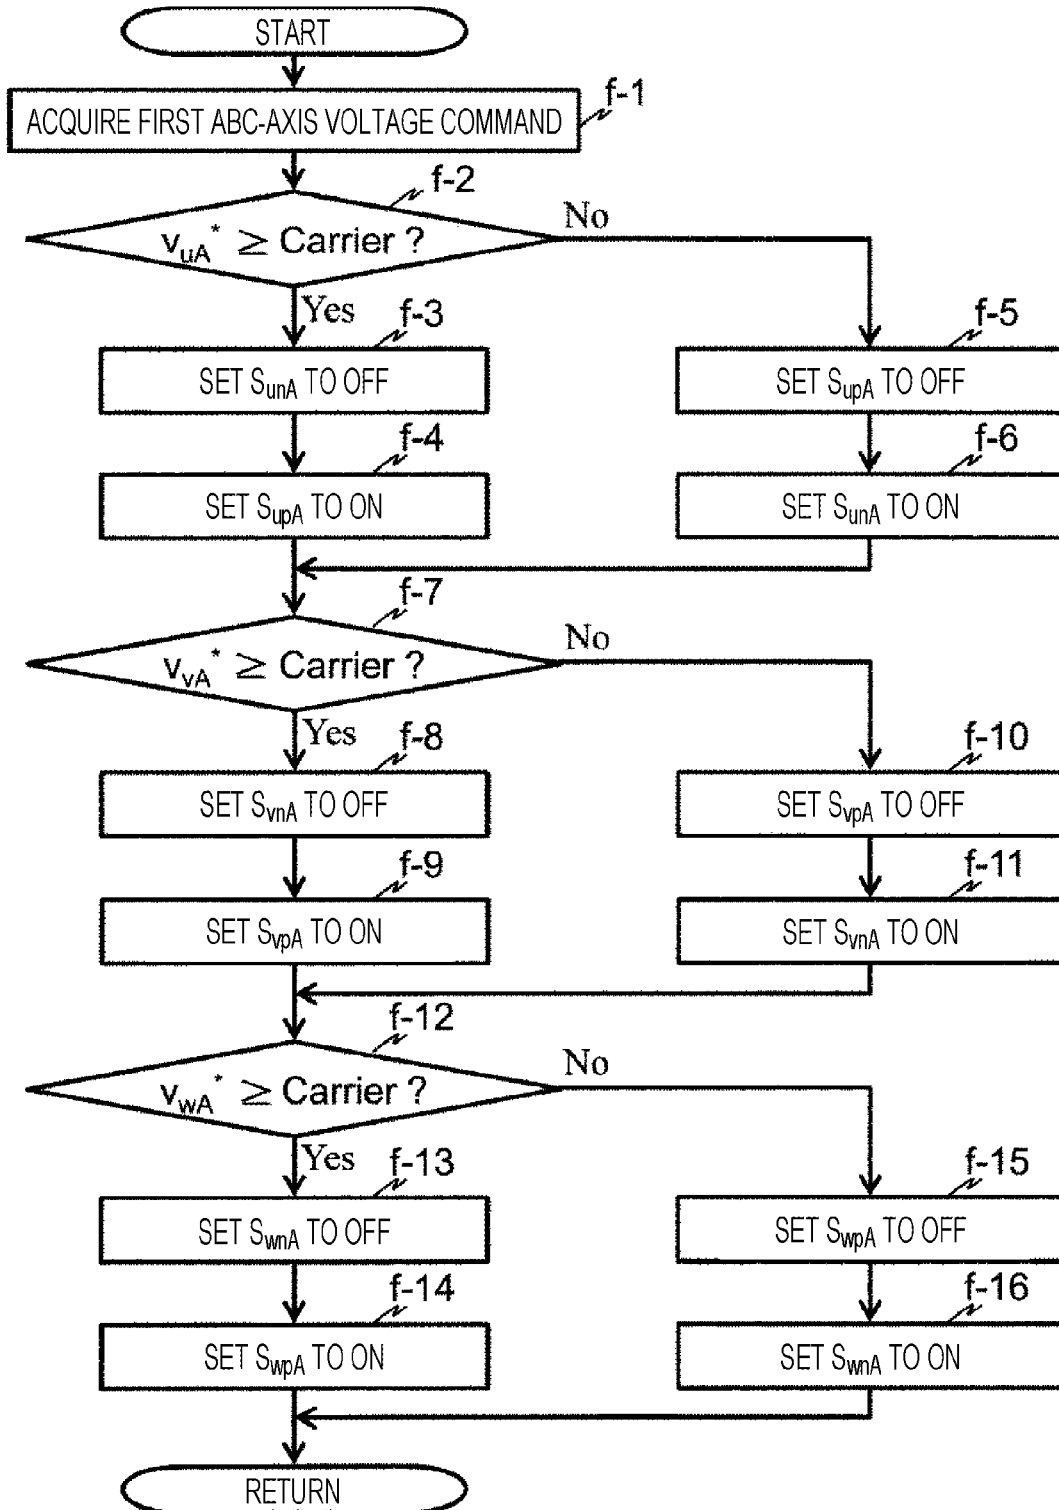 START
f-1
ACQUIRE FIRST ABC-AXIS VOLTAGE COMMAND
f-2
v_uA* ≥ Carrier ?
No
Yes
f-3
f-5
SET S_unA TO OFF
SET S_upA TO OFF
f-4
f-6
SET S_upA TO ON
SET S_unA TO ON
f-7
v_vA* ≥ Carrier ?
No
Yes
f-8
f-10
SET S_vnA TO OFF
SET S_vpA TO OFF
f-9
f-11
SET S_vpA TO ON
SET S_vnA TO ON
f-12
v_wA* ≥ Carrier ?
No
Yes
f-13
f-15
SET S_wnA TO OFF
SET S_wpA TO OFF
f-14
f-16
SET S_wpA TO ON
SET S_wnA TO ON
RETURN